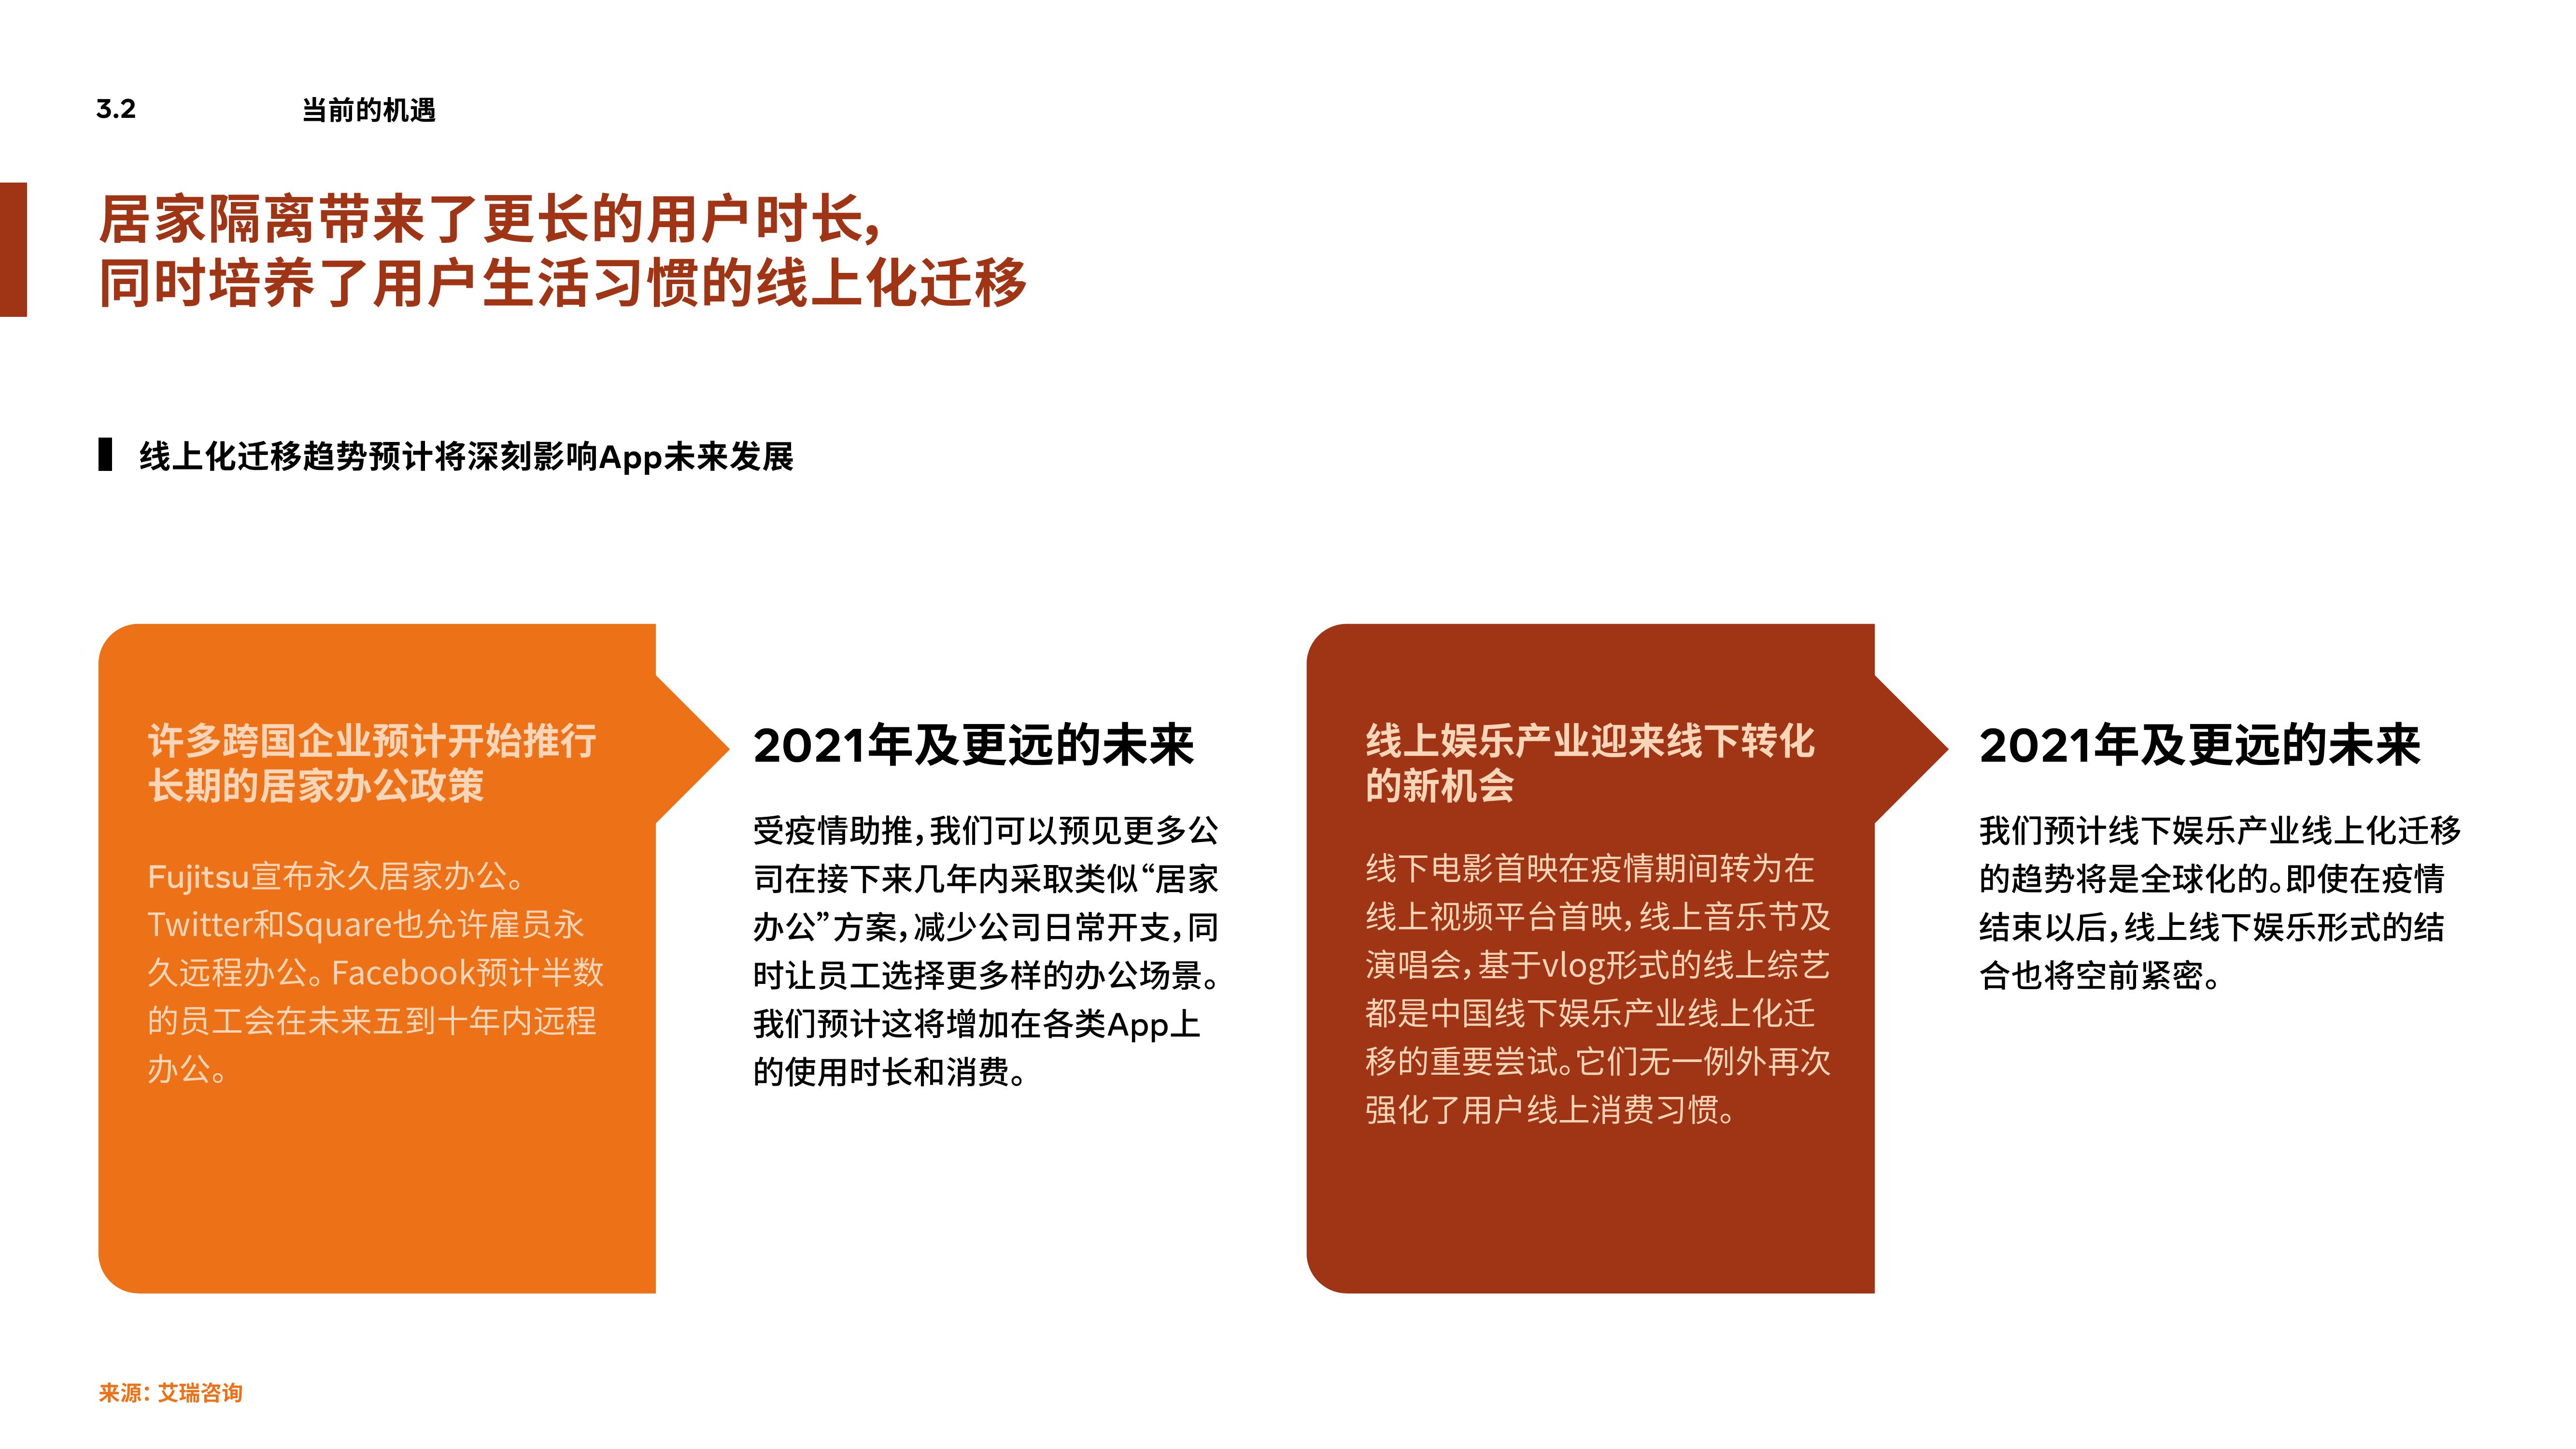 3.2 当前的机遇
居家隔离带来了更长的用户时长，
同时培养了用户生活习惯的线上化迁移
线上化迁移趋势预计将深刻影响App未来发展
许多跨国企业预计开始推行
长期的居家办公政策
Fujitsu宣布永久居家办公。
Twitter和Square也允许雇员永
久远程办公。Facebook预计半数
的员工会在未来五到十年内远程
办公。
2021年及更远的未来
受疫情助推，我们可以预见更多公
司在接下来几年内采取类似“居家
办公”方案，减少公司日常开支，同
时让员工选择更多样的办公场景。
我们预计这将增加在各类App上
的使用时长和消费。
线上娱乐产业迎来线下转化
的新机会
线下电影首映在疫情期间转为在
线上视频平台首映，线上音乐节及
演唱会，基于vlog形式的线上综艺
都是中国线下娱乐产业线上化迁
移的重要尝试。它们无一例外再次
强化了用户线上消费习惯。
2021年及更远的未来
我们预计线下娱乐产业线上化迁移
的趋势将是全球化的。即使在疫情
结束以后，线上线下娱乐形式的结
合也将空前紧密。
来源：艾瑞咨询